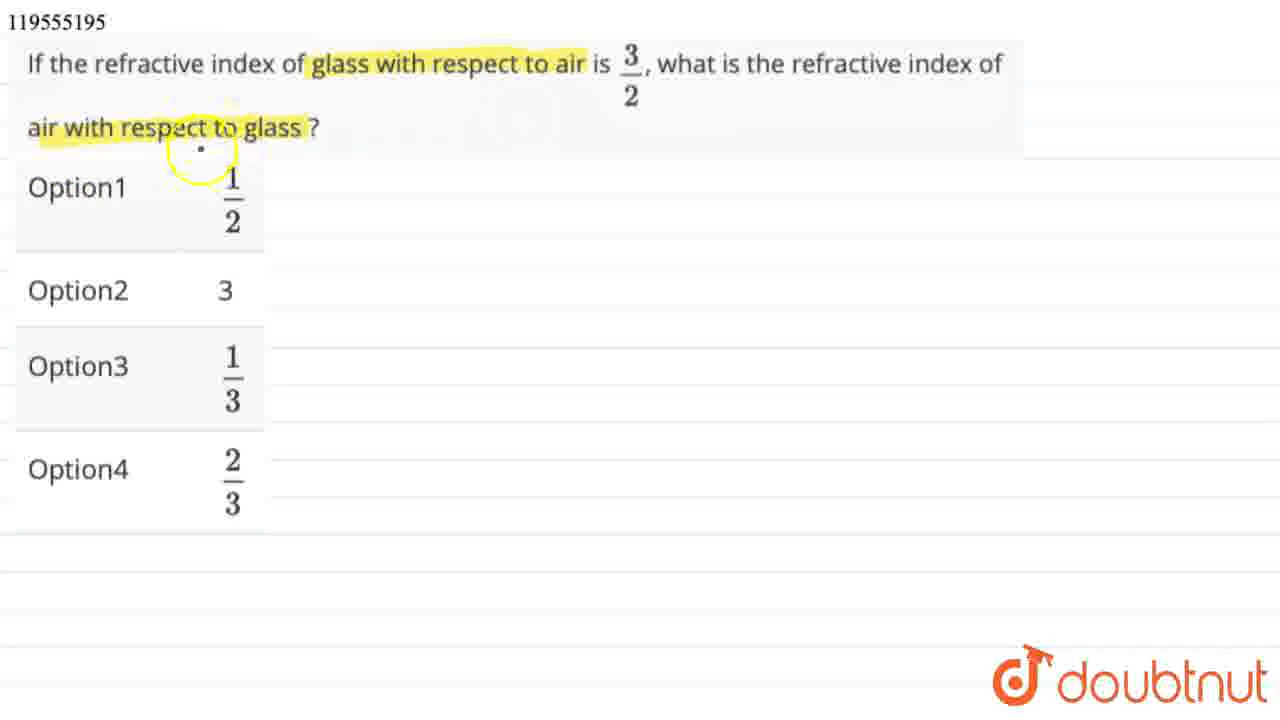 119555195
If the refractive index of glass with respect to air is 3/2, what is the refractive index of
air with respect to glass ?
Option1 1/2
Option2 3
Option3 1/3
Option4 2/3
doubtnut